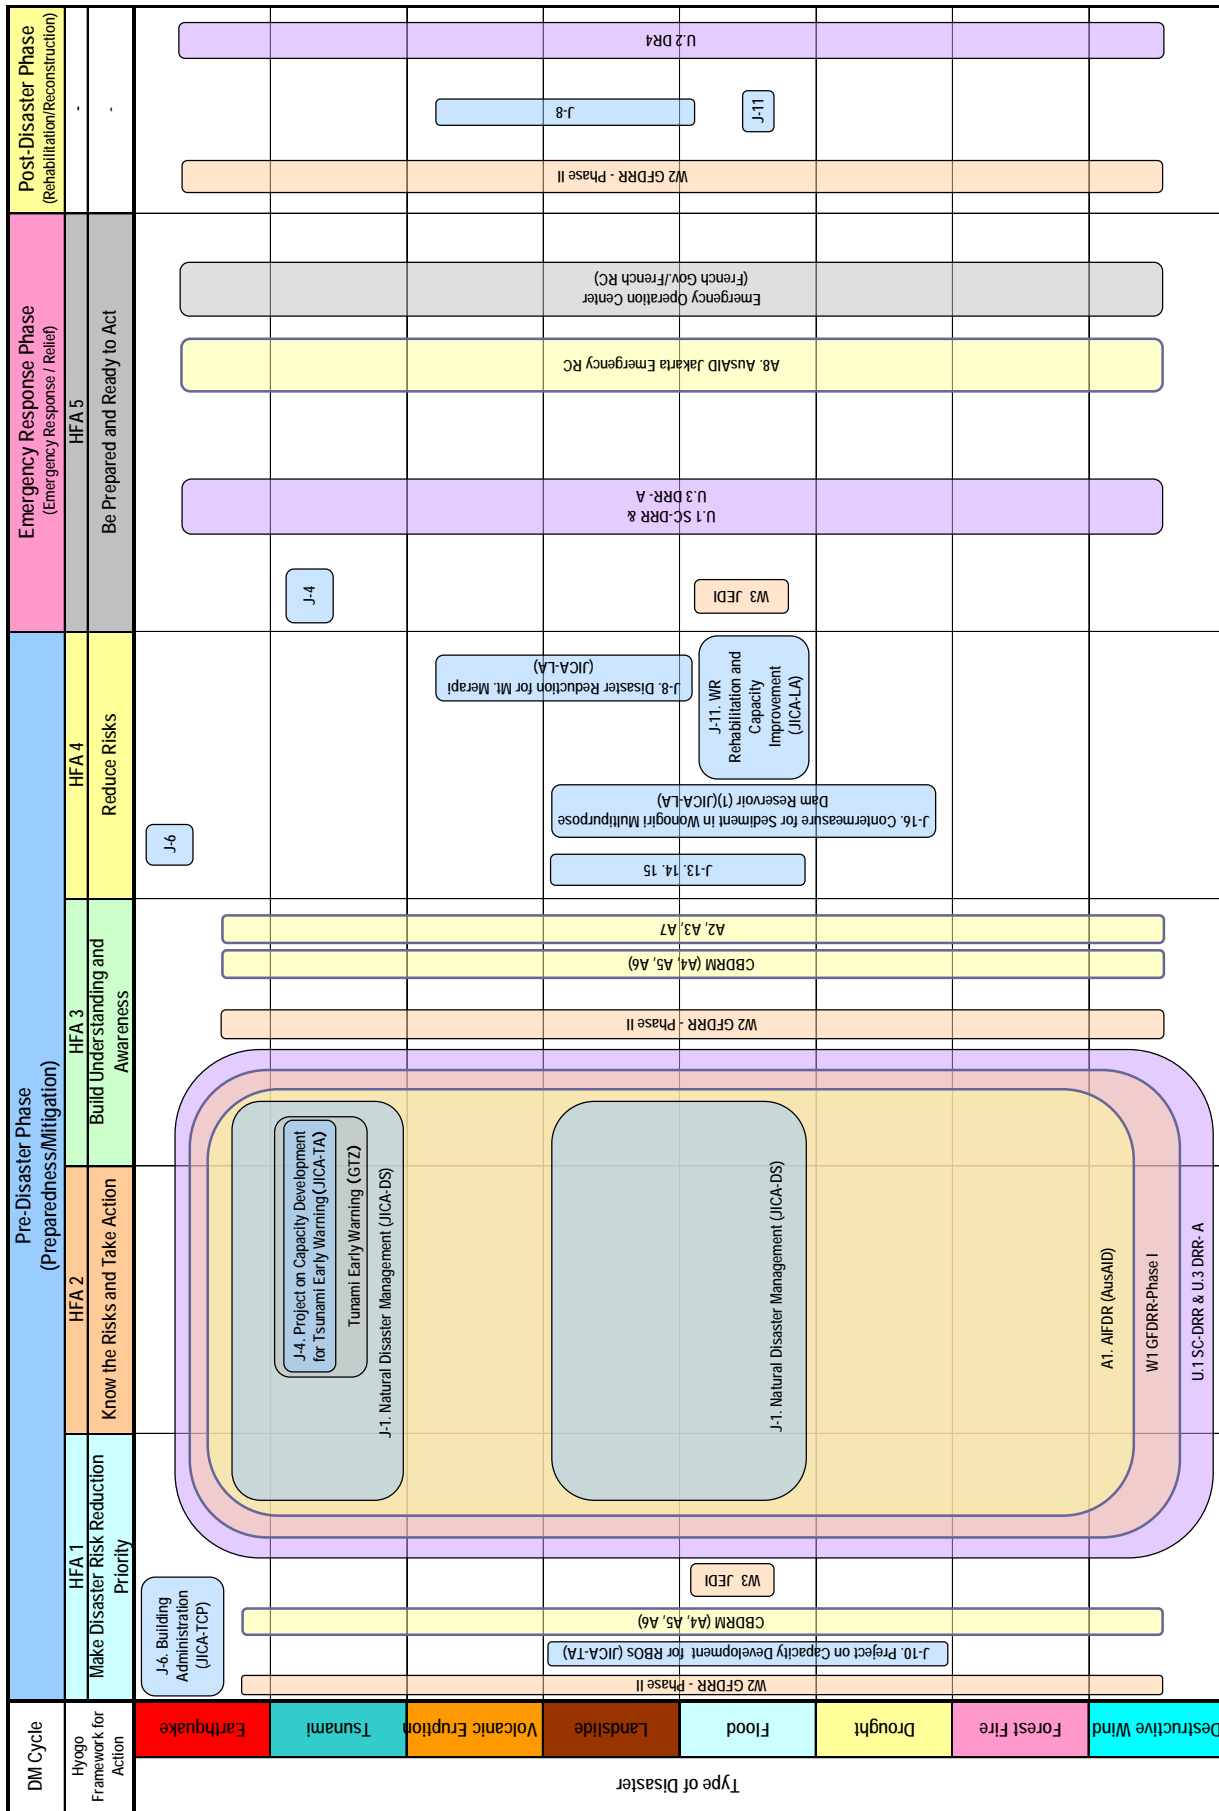 DM Cycle
Pre-Disaster Phase
(Preparedness/Mitigation)
Emergency Response Phase
(Emergency Response / Relief)
Post-Disaster Phase
(Rehabilitation/Reconstruction)
Hyogo
Framework for
Action
HFA 1
HFA 2
HFA 3
HFA 4
HFA 5
-
Make Disaster Risk Reduction
Priority
Know the Risks and Take Action
Build Understanding and
Awareness
Reduce Risks
Be Prepared and Ready to Act
-
Type of Disaster
Earthquake
Tsunami
Volcanic Eruption
Landslide
Flood
Drought
Forest Fire
Destructive Wind
J-6. Building
Administration
(JICA-TCP)
W2 GFDRR - Phase II
J-10. Project on Capacity Development for RBOs (JICA-TA)
CBDRM (A4, A5, A6)
W3 JEDI
J-4. Project on Capacity Development
for Tsunami Early Warning(JICA-TA)
Tunami Early Warning (GTZ)
J-1. Natural Disaster Management (JICA-DS)
J-1. Natural Disaster Management (JICA-DS)
A1. AIFDR (AusAID)
W1 GFDRR-Phase I
U.1 SC-DRR & U.3 DRR- A
W2 GFDRR - Phase II
CBDRM (A4, A5, A6)
A2, A3, A7
J-6
J-13. 14. 15
J-16. Contermeasure for Sediment in Wonogiri Multipurpose
Dam Reservoir (1)(JICA-LA)
J-11. WR
Rehabilitation and
Capacity
Improvement
(JICA-LA)
J-8. Disaster Reduction for Mt. Merapi
(JICA-LA)
J-4
W3 JEDI
U.1 SC-DRR &
U.3 DRR- A
A8. AusAID Jakarta Emergency RC
Emergency Operation Center
(French Gov./French RC)
W2 GFDRR - Phase II
J-8
J-11
U.2 DR4